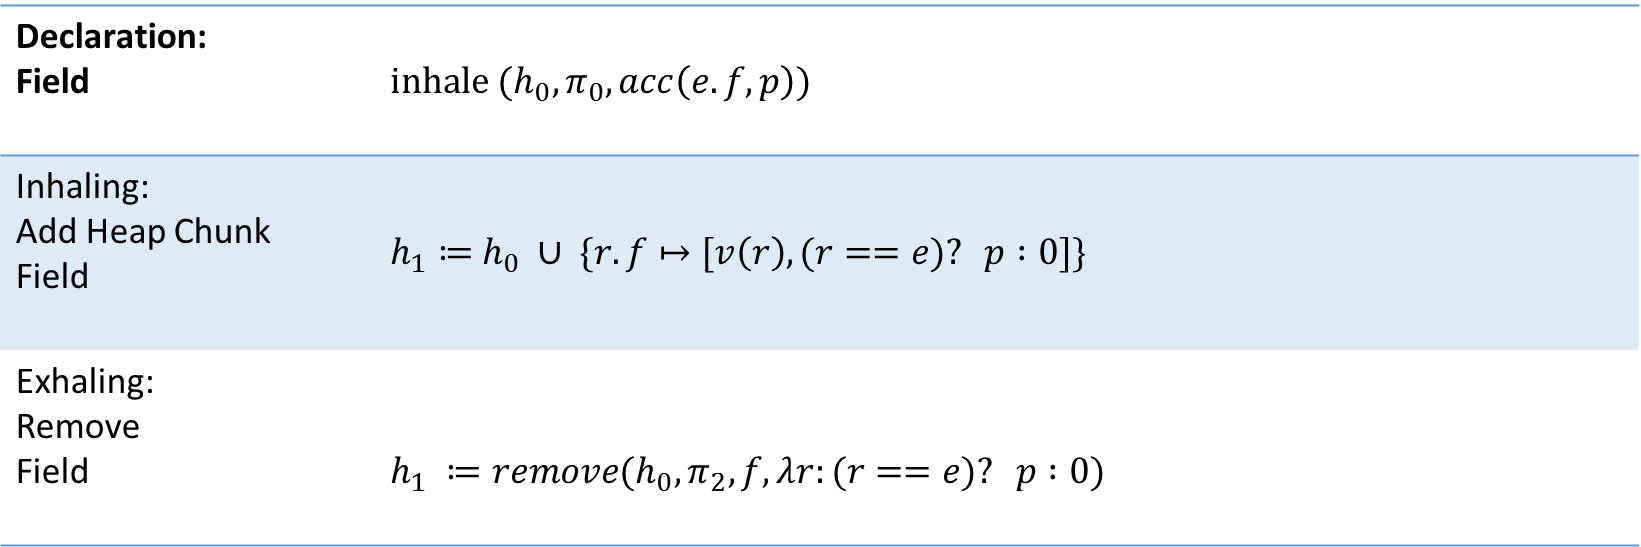 Declaration:
Field inhale (h₀, π₀, acc(e. f, p))
Inhaling:
Add Heap Chunk
Field
h₁ ≔ h₀ ∪ {r. f ↦ [v(r), (r == e)? p ∶ 0]}
Exhaling:
Remove
Field
h₁ ≔ remove(h₀, π₂, f, λr: (r == e)? p ∶ 0)